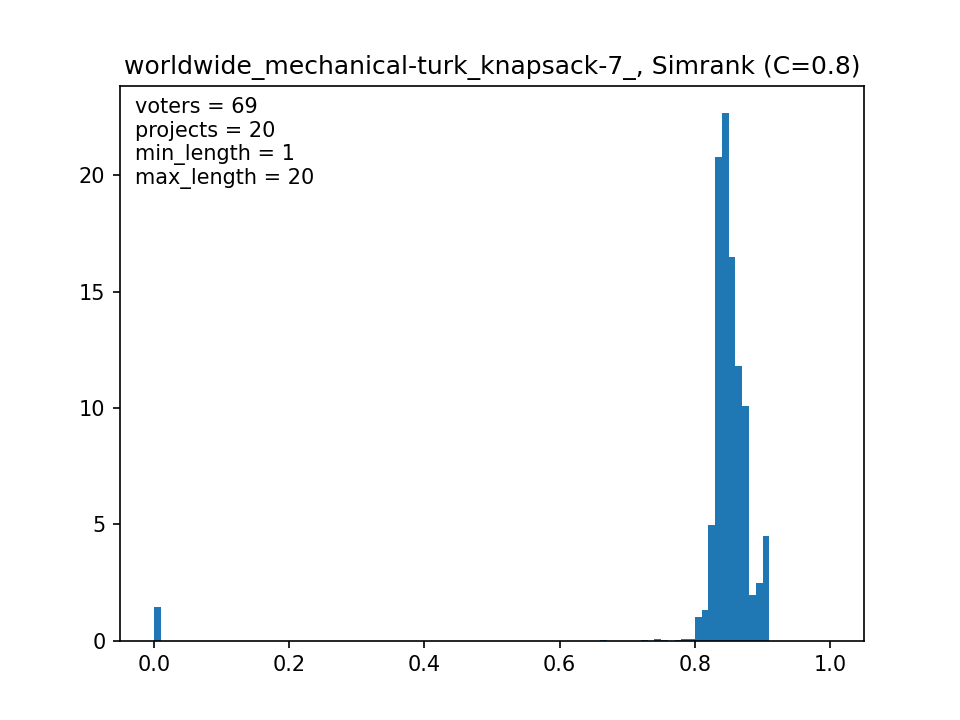 worldwide_mechanical-turk_knapsack-7_, Simrank (C=0.8)
voters = 69
projects = 20
min_length = 1
max_length = 20
20
15
10
5
0
0.0 0.2 0.4 0.6 0.8 1.0